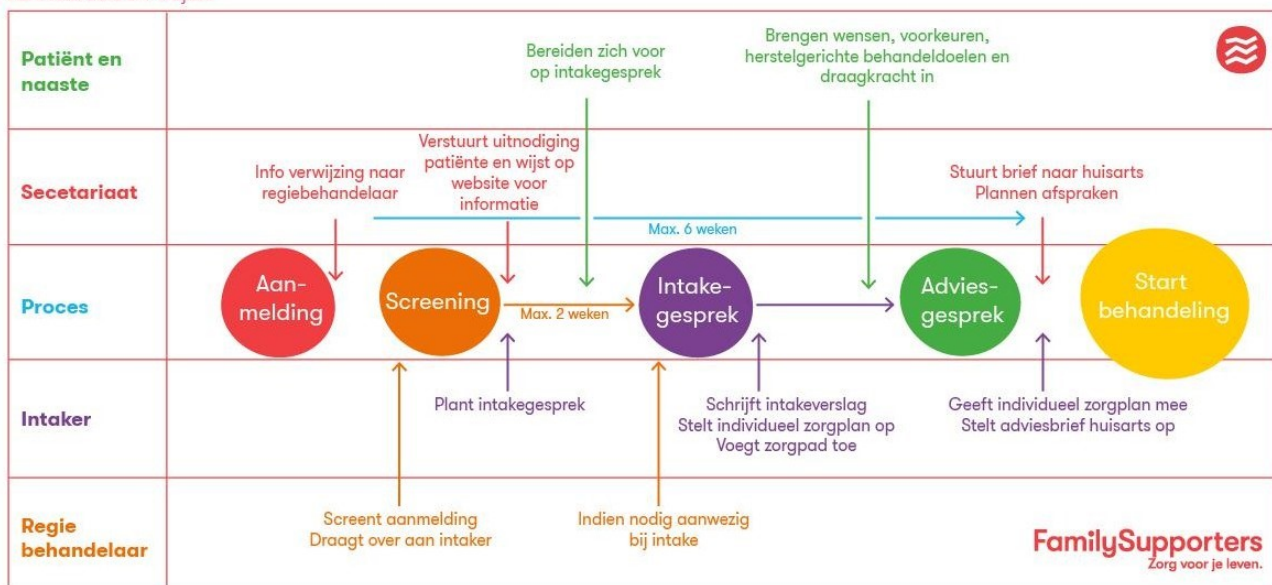 Patiënt en
naaste
Bereiden zich voor
op intakegesprek
Brengen wensen, voorkeuren,
herstelgerichte behandeldoelen en
draagkracht in
Secetariaat
Info verwijzing naar
regiebehandelaar
Verstuurt uitnodiging
patiënte en wijst op
website voor
informatie
Stuurt brief naar huisarts
Plannen afspraken
Max. 6 weken
Proces
Aan-
melding
Screening
Max. 2 weken
Intake-
gesprek
Advies-
gesprek
Start
behandeling
Intaker
Plant intakegesprek
Schrijft intakeverslag
Stelt individueel zorgplan op
Voegt zorgpad toe
Geeft individueel zorgplan mee
Stelt adviesbrief huisarts op
Regie
behandelaar
Screent aanmelding
Draagt over aan intaker
Indien nodig aanwezig
bij intake
FamilySupporters
Zorg voor je leven.